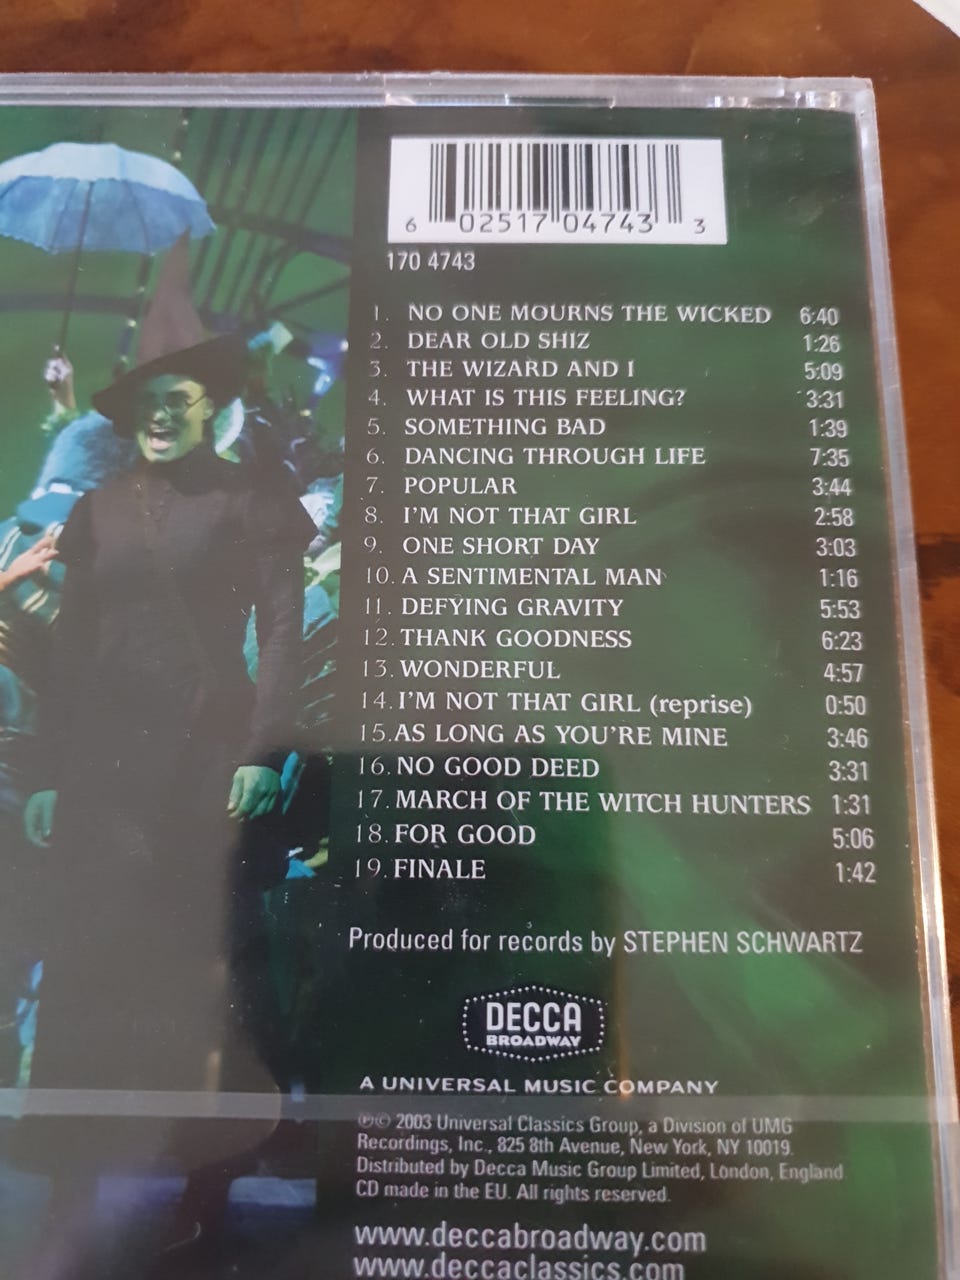 6 02517 04743 3
170 4743
1. NO ONE MOURNS THE WICKED 6:40
2. DEAR OLD SHIZ 1:26
3. THE WIZARD AND I 5:09
4. WHAT IS THIS FEELING? 3:31
5. SOMETHING BAD 1:39
6. DANCING THROUGH LIFE 7:35
7. POPULAR 3:44
8. I'M NOT THAT GIRL 2:58
9. ONE SHORT DAY 3:03
10. A SENTIMENTAL MAN 1:16
11. DEFYING GRAVITY 5:53
12. THANK GOODNESS 6:23
13. WONDERFUL 4:57
14. I'M NOT THAT GIRL (reprise) 0:50
15. AS LONG AS YOU'RE MINE 3:46
16. NO GOOD DEED 3:31
17. MARCH OF THE WITCH HUNTERS 1:31
18. FOR GOOD 5:06
19. FINALE 1:42
Produced for records by STEPHEN SCHWARTZ
DECCA
BROADWAY
A UNIVERSAL MUSIC COMPANY
℗© 2003 Universal Classics Group, a Division of UMG
Recordings, Inc., 825 8th Avenue, New York, NY 10019.
Distributed by Decca Music Group Limited, London, England
CD made in the EU. All rights reserved.
www.deccabroadway.com
www.deccaclassics.com